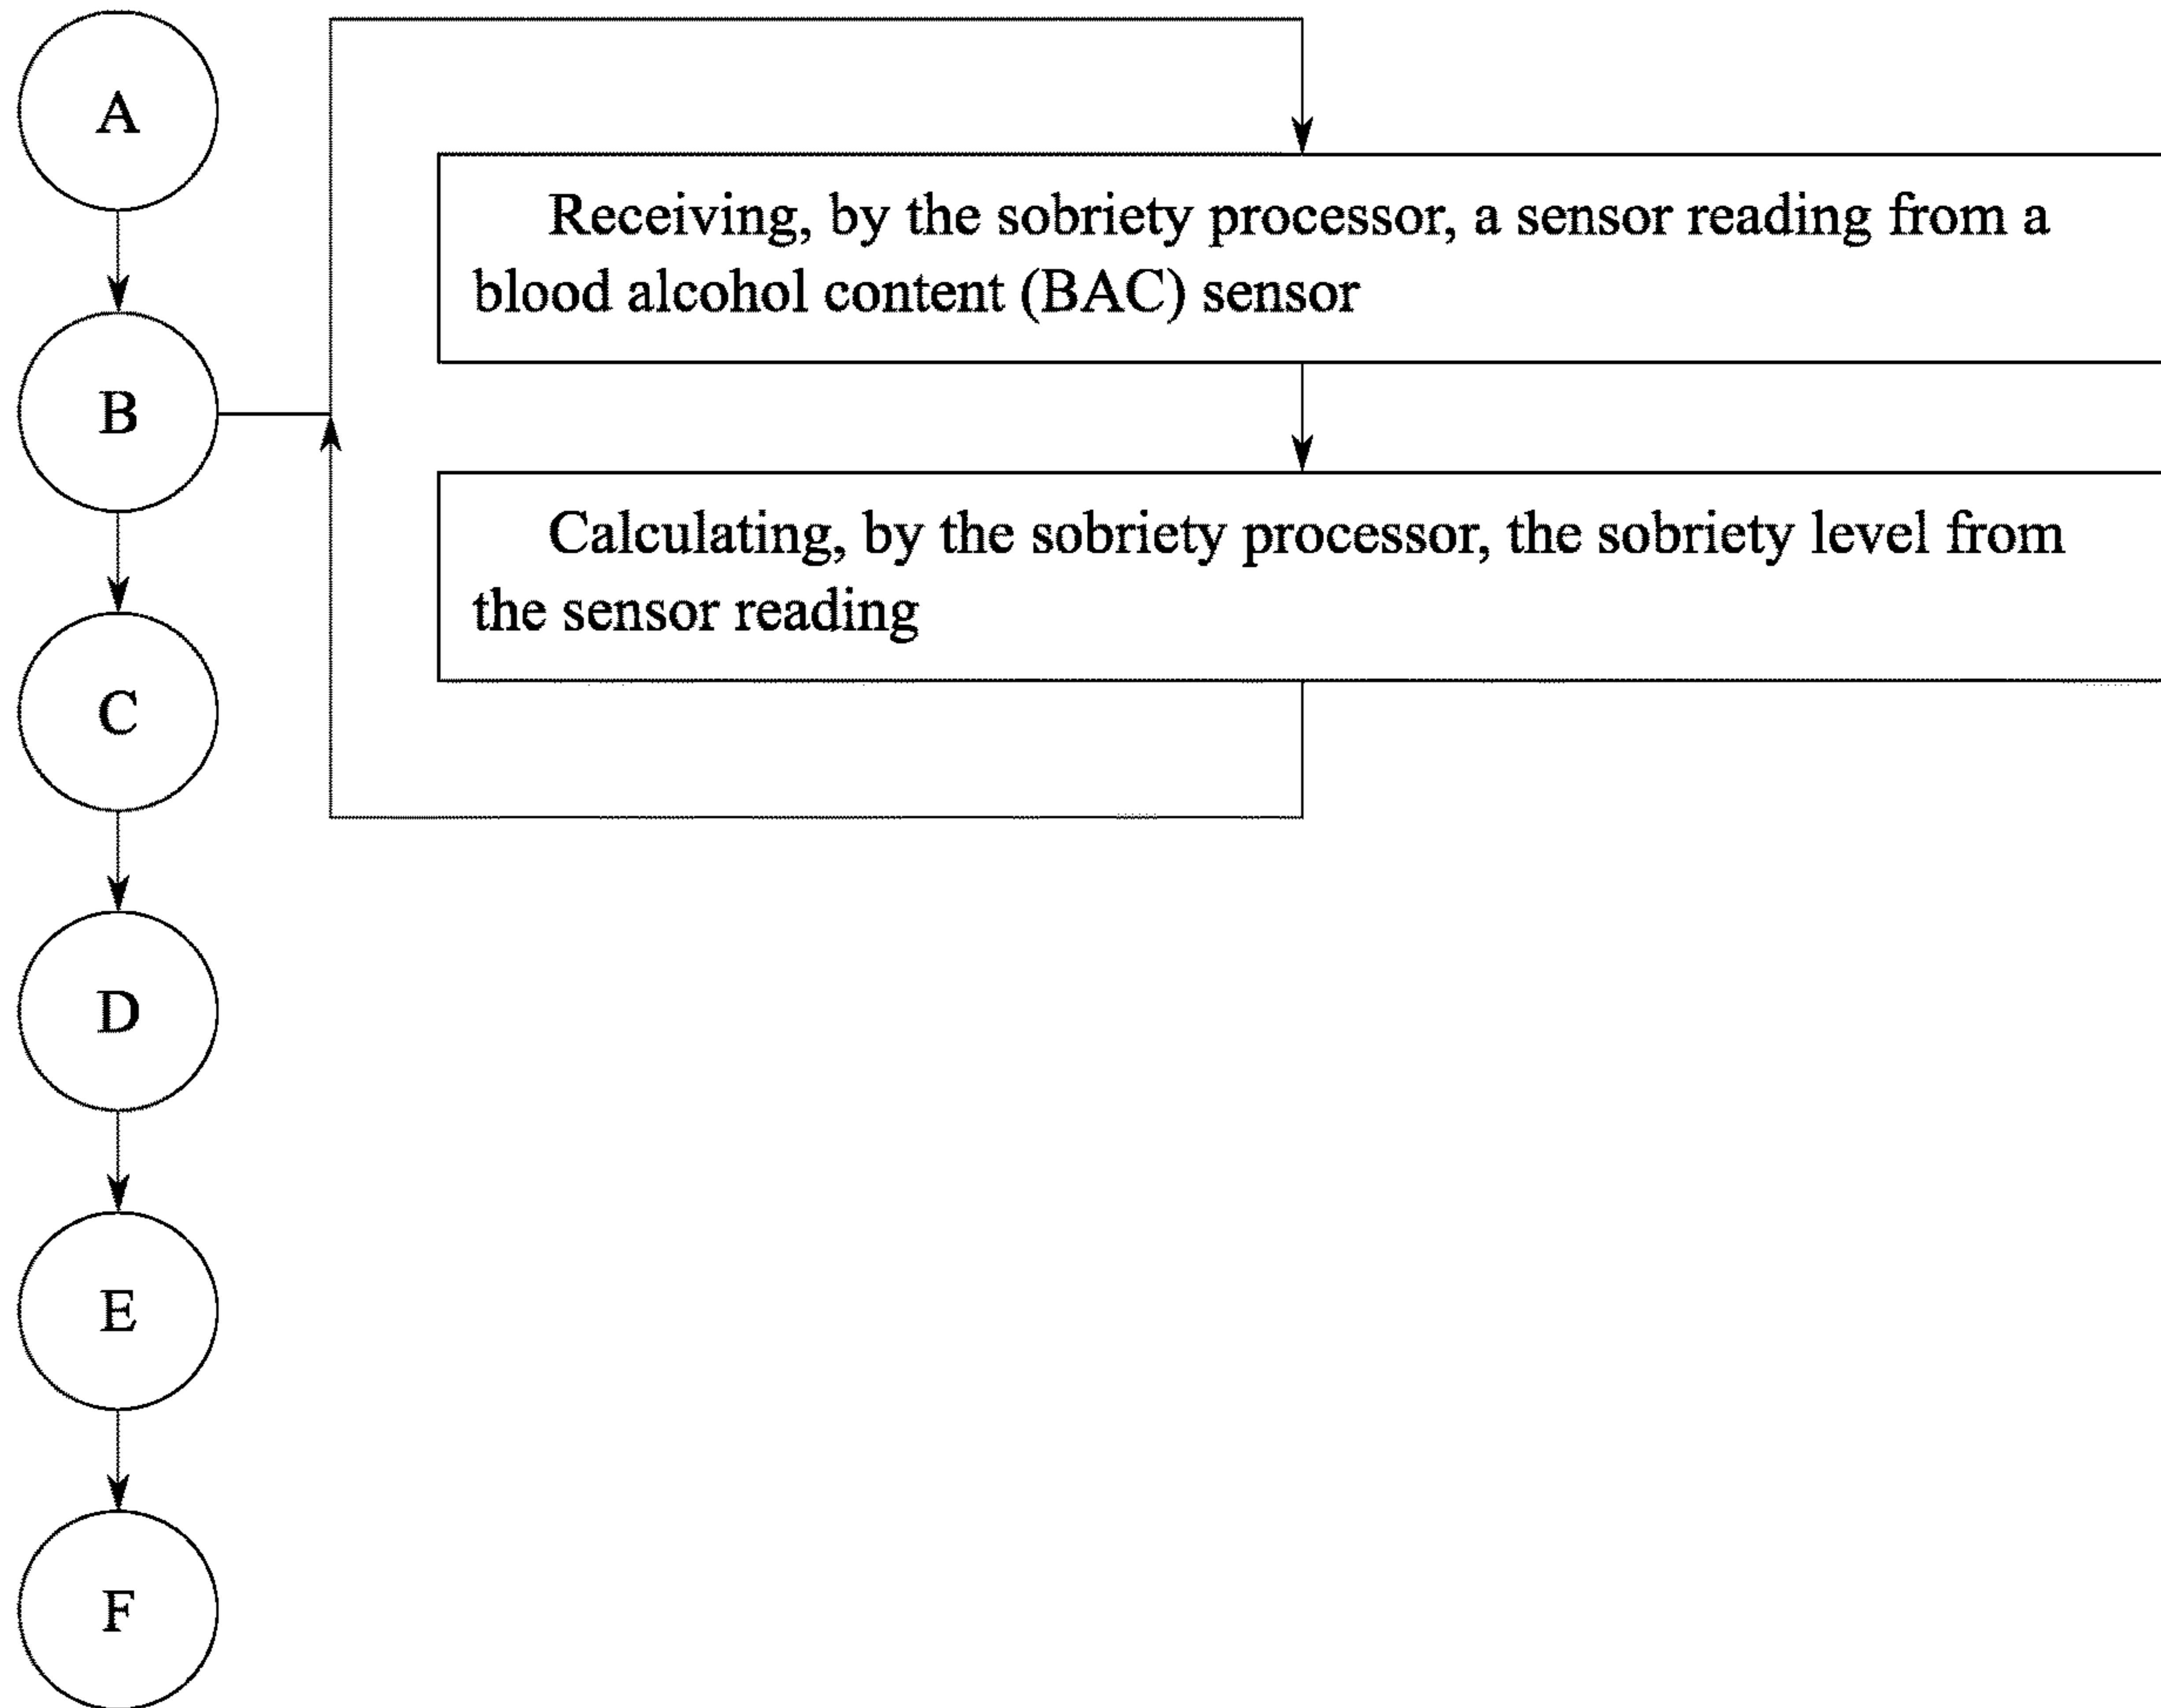 A
Receiving, by the sobriety processor, a sensor reading from a
blood alcohol content (BAC) sensor
B
Calculating, by the sobriety processor, the sobriety level from
the sensor reading
C
D
E
F